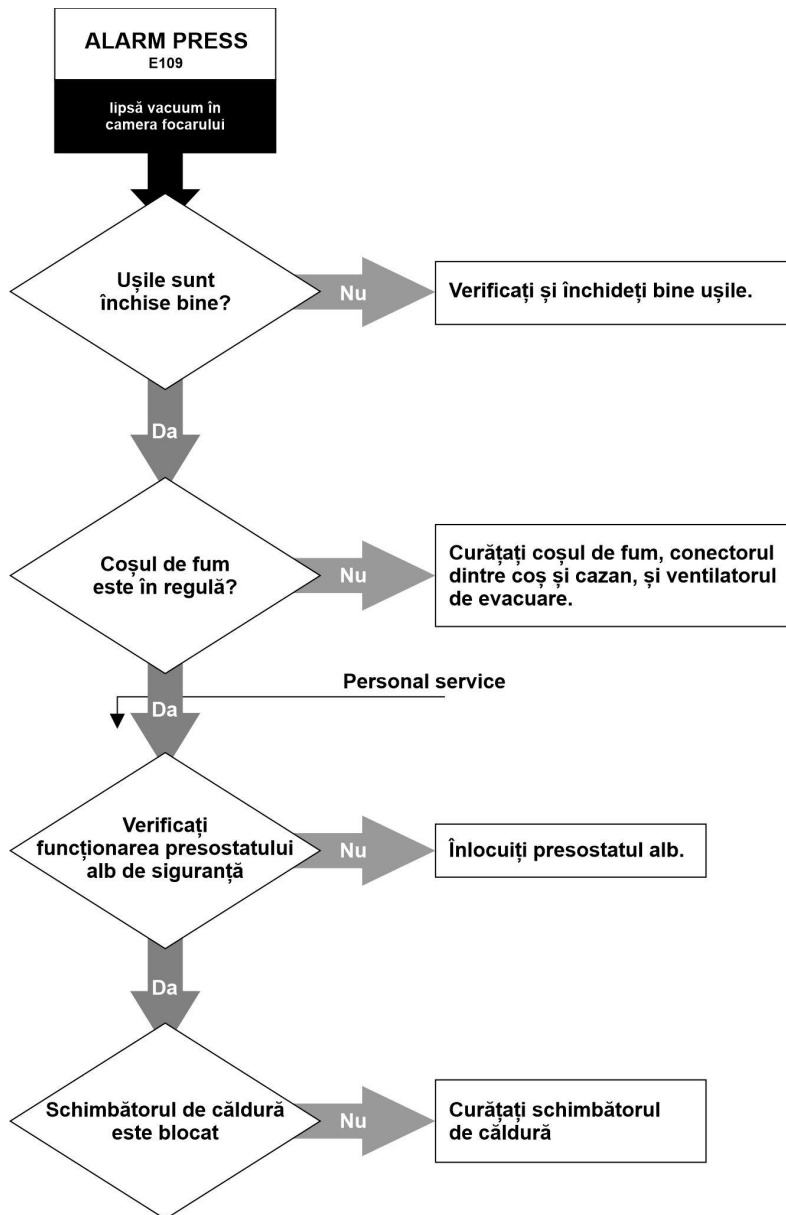 ALARM PRESS
E109
lipsă vacuum în
camera focarului
Ușile sunt
închise bine?
Nu
Verificați și închideți bine ușile.
Da
Coșul de fum
este în regulă?
Nu
Curățați coșul de fum, conectorul
dintre coș și cazan, și ventilatorul
de evacuare.
Personal service
Da
Verificați
funcționarea presostatului
alb de siguranță
Nu
Înlocuiți presostatul alb.
Da
Schimbătorul de căldură
este blocat
Nu
Curățați schimbătorul
de căldură